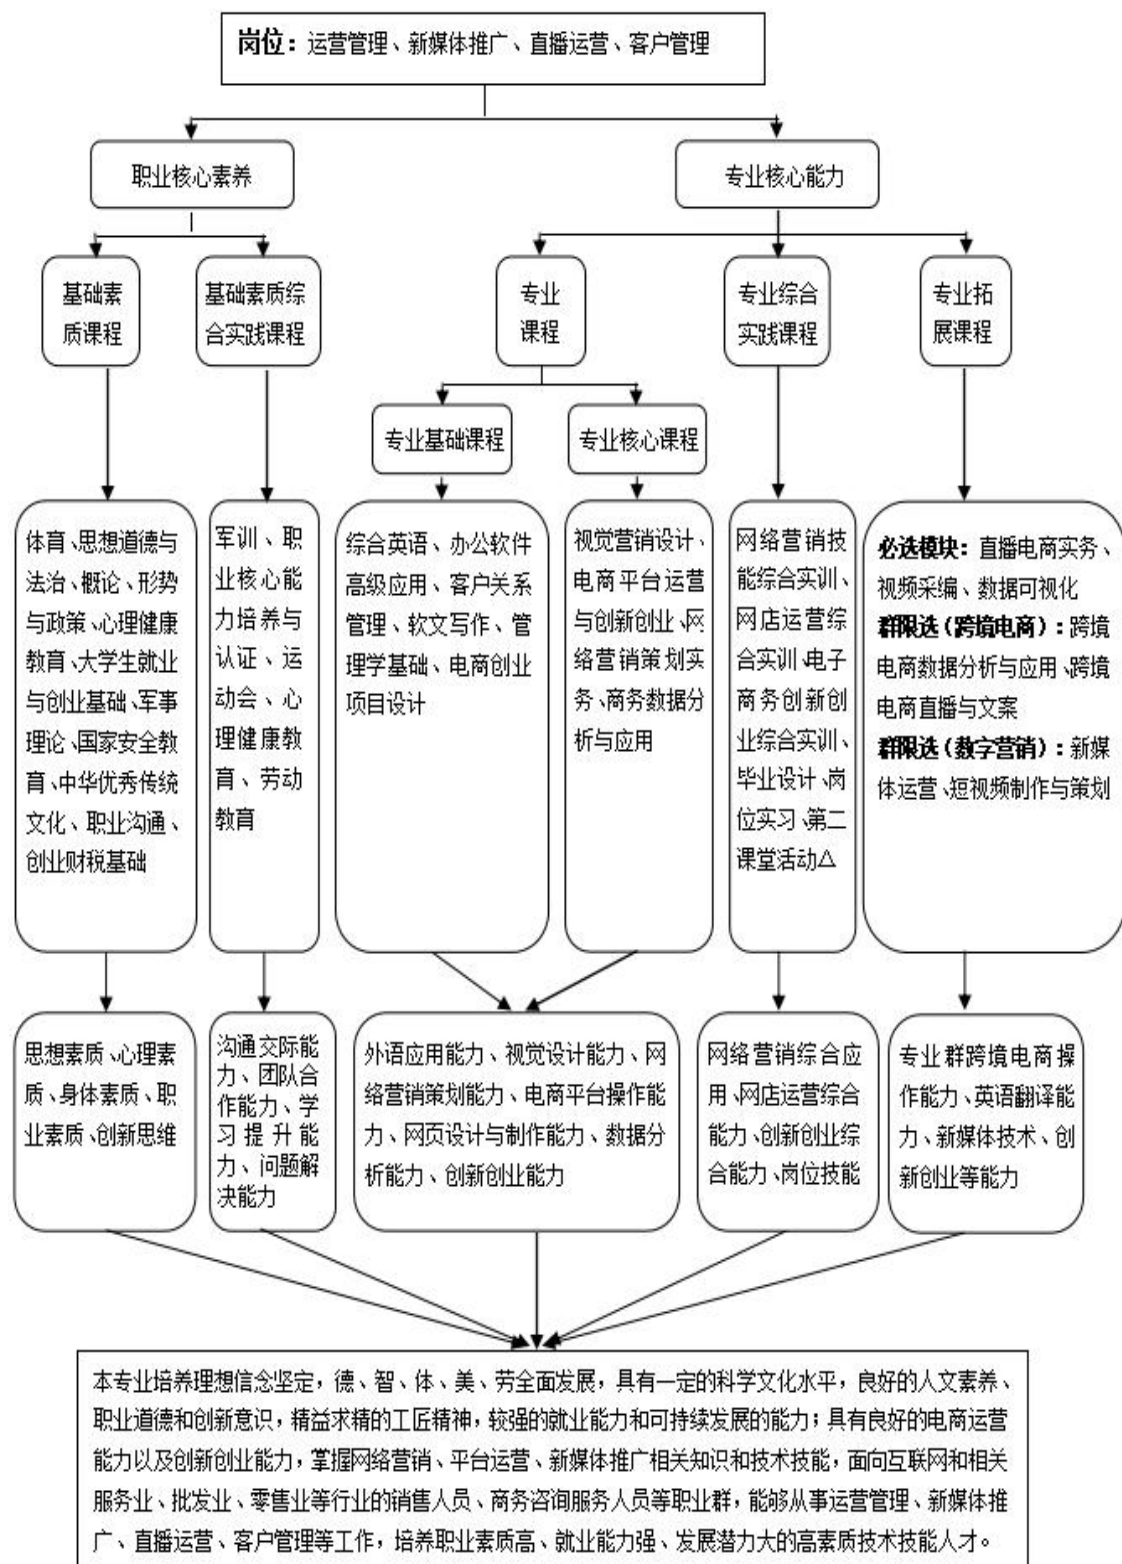 岗位：运营管理、新媒体推广、直播运营、客户管理
职业核心素养
专业核心能力
基础素
质课程
基础素质综
合实践课程
专业
课程
专业综合
实践课程
专业拓
展课程
专业基础课程
专业核心课程
体育、思想道德与
法治、概论、形势
与政策、心理健康
教育、大学生就业
与创业基础、军事
理论、国家安全教
育、中华优秀传统
文化、职业沟通、
创业财税基础
军训、职
业核心能
力培养与
认证、运
动会、心
理健康教
育、劳动
教育
综合英语、办公软件
高级应用、客户关系
管理、软文写作、管
理学基础、电商创业
项目设计
视觉营销设计、
电商平台运营
与创新创业、网
络营销策划实
务、商务数据分
析与应用
网络营销技
能综合实训、
网店运营综
合实训、电子
商务创新创
业综合实训、
毕业设计、岗
位实习、第二
课堂活动△
必选模块：直播电商实务、
视频采编、数据可视化
群限选（跨境电商）：跨境
电商数据分析与应用、跨境
电商直播与文案
群限选（数字营销）：新媒
体运营、短视频制作与策划
思想素质、心理素
质、身体素质、职
业素质、创新思维
沟通交际能
力、团队合
作能力、学
习提升能
力、问题解
决能力
外语应用能力、视觉设计能力、网
络营销策划能力、电商平台操作能
力、网页设计与制作能力、数据分
析能力、创新创业能力
网络营销综合应
用、网店运营综合
能力、创新创业综
合能力、岗位技能
专业群跨境电商操
作能力、英语翻译能
力、新媒体技术、创
新创业等能力
本专业培养理想信念坚定，德、智、体、美、劳全面发展，具有一定的科学文化水平，良好的人文素养、
职业道德和创新意识，精益求精的工匠精神，较强的就业能力和可持续发展的能力；具有良好的电商运营
能力以及创新创业能力，掌握网络营销、平台运营、新媒体推广相关知识和技术技能，面向互联网和相关
服务业、批发业、零售业等行业的销售人员、商务咨询服务人员等职业群，能够从事运营管理、新媒体推
广、直播运营、客户管理等工作，培养职业素质高、就业能力强、发展潜力大的高素质技术技能人才。